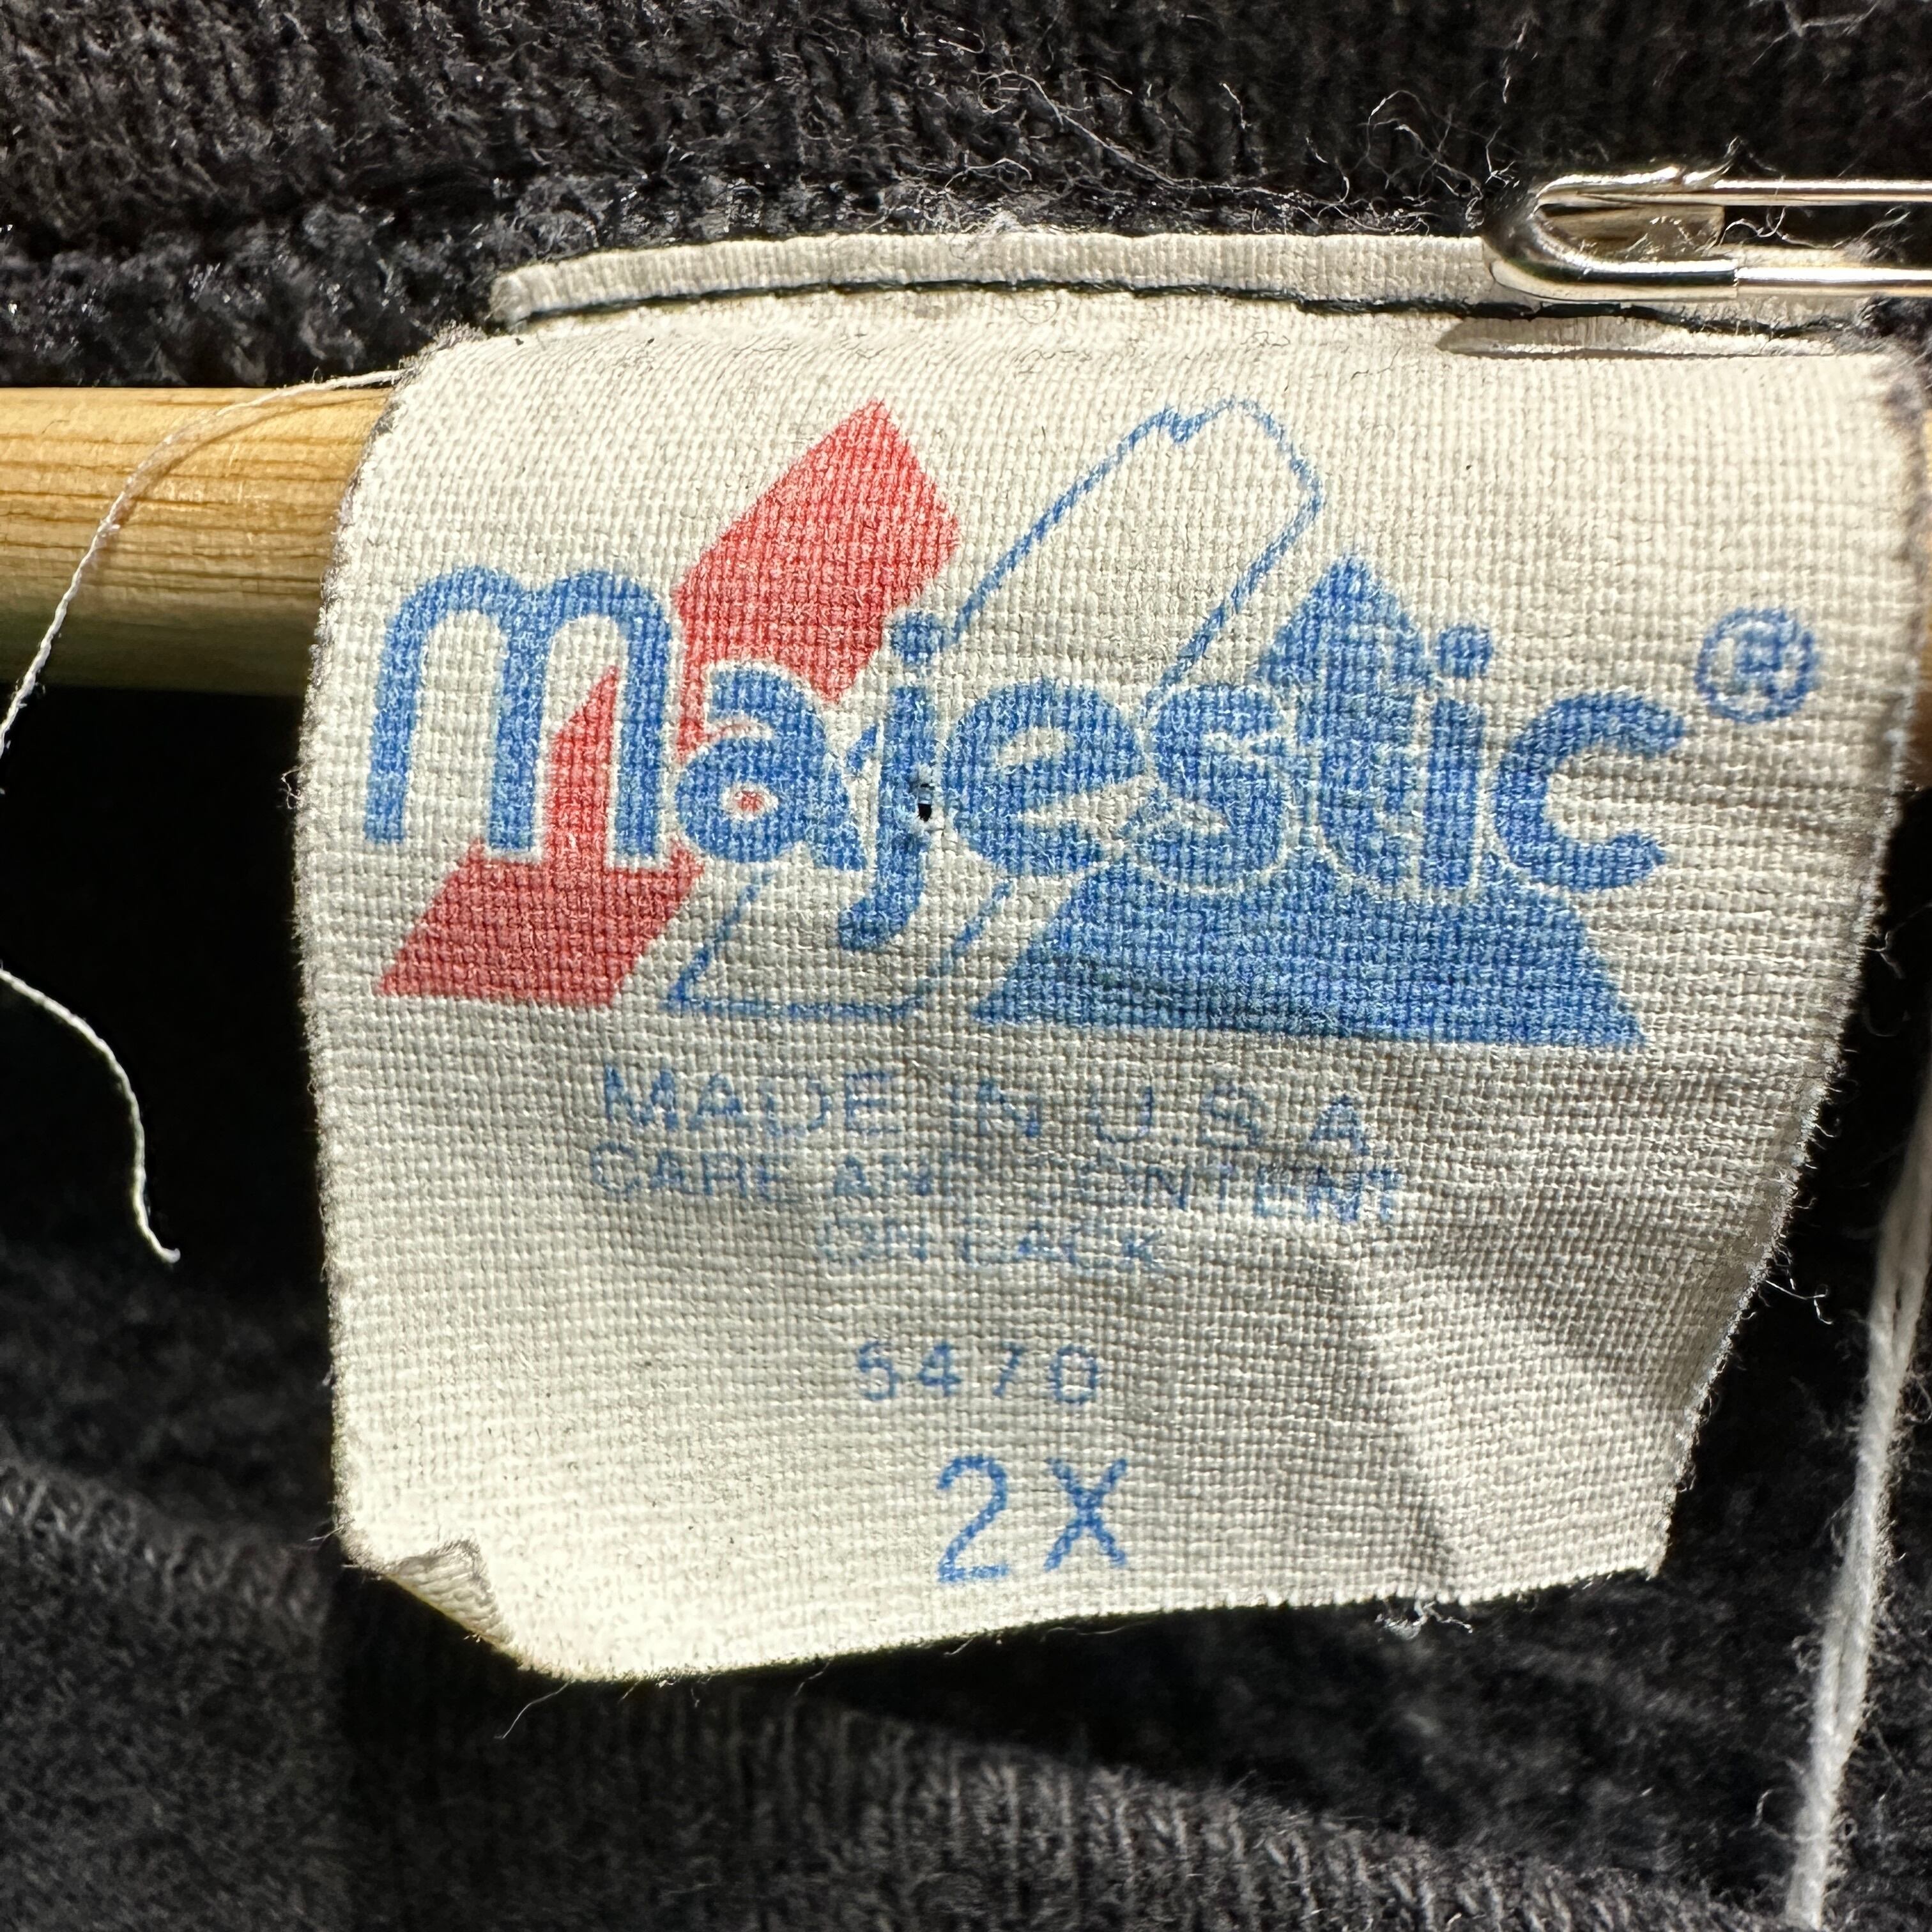 majestic®
MADE IN U.S.A
CARE AND CONTENT
ON BACK
5470
2X